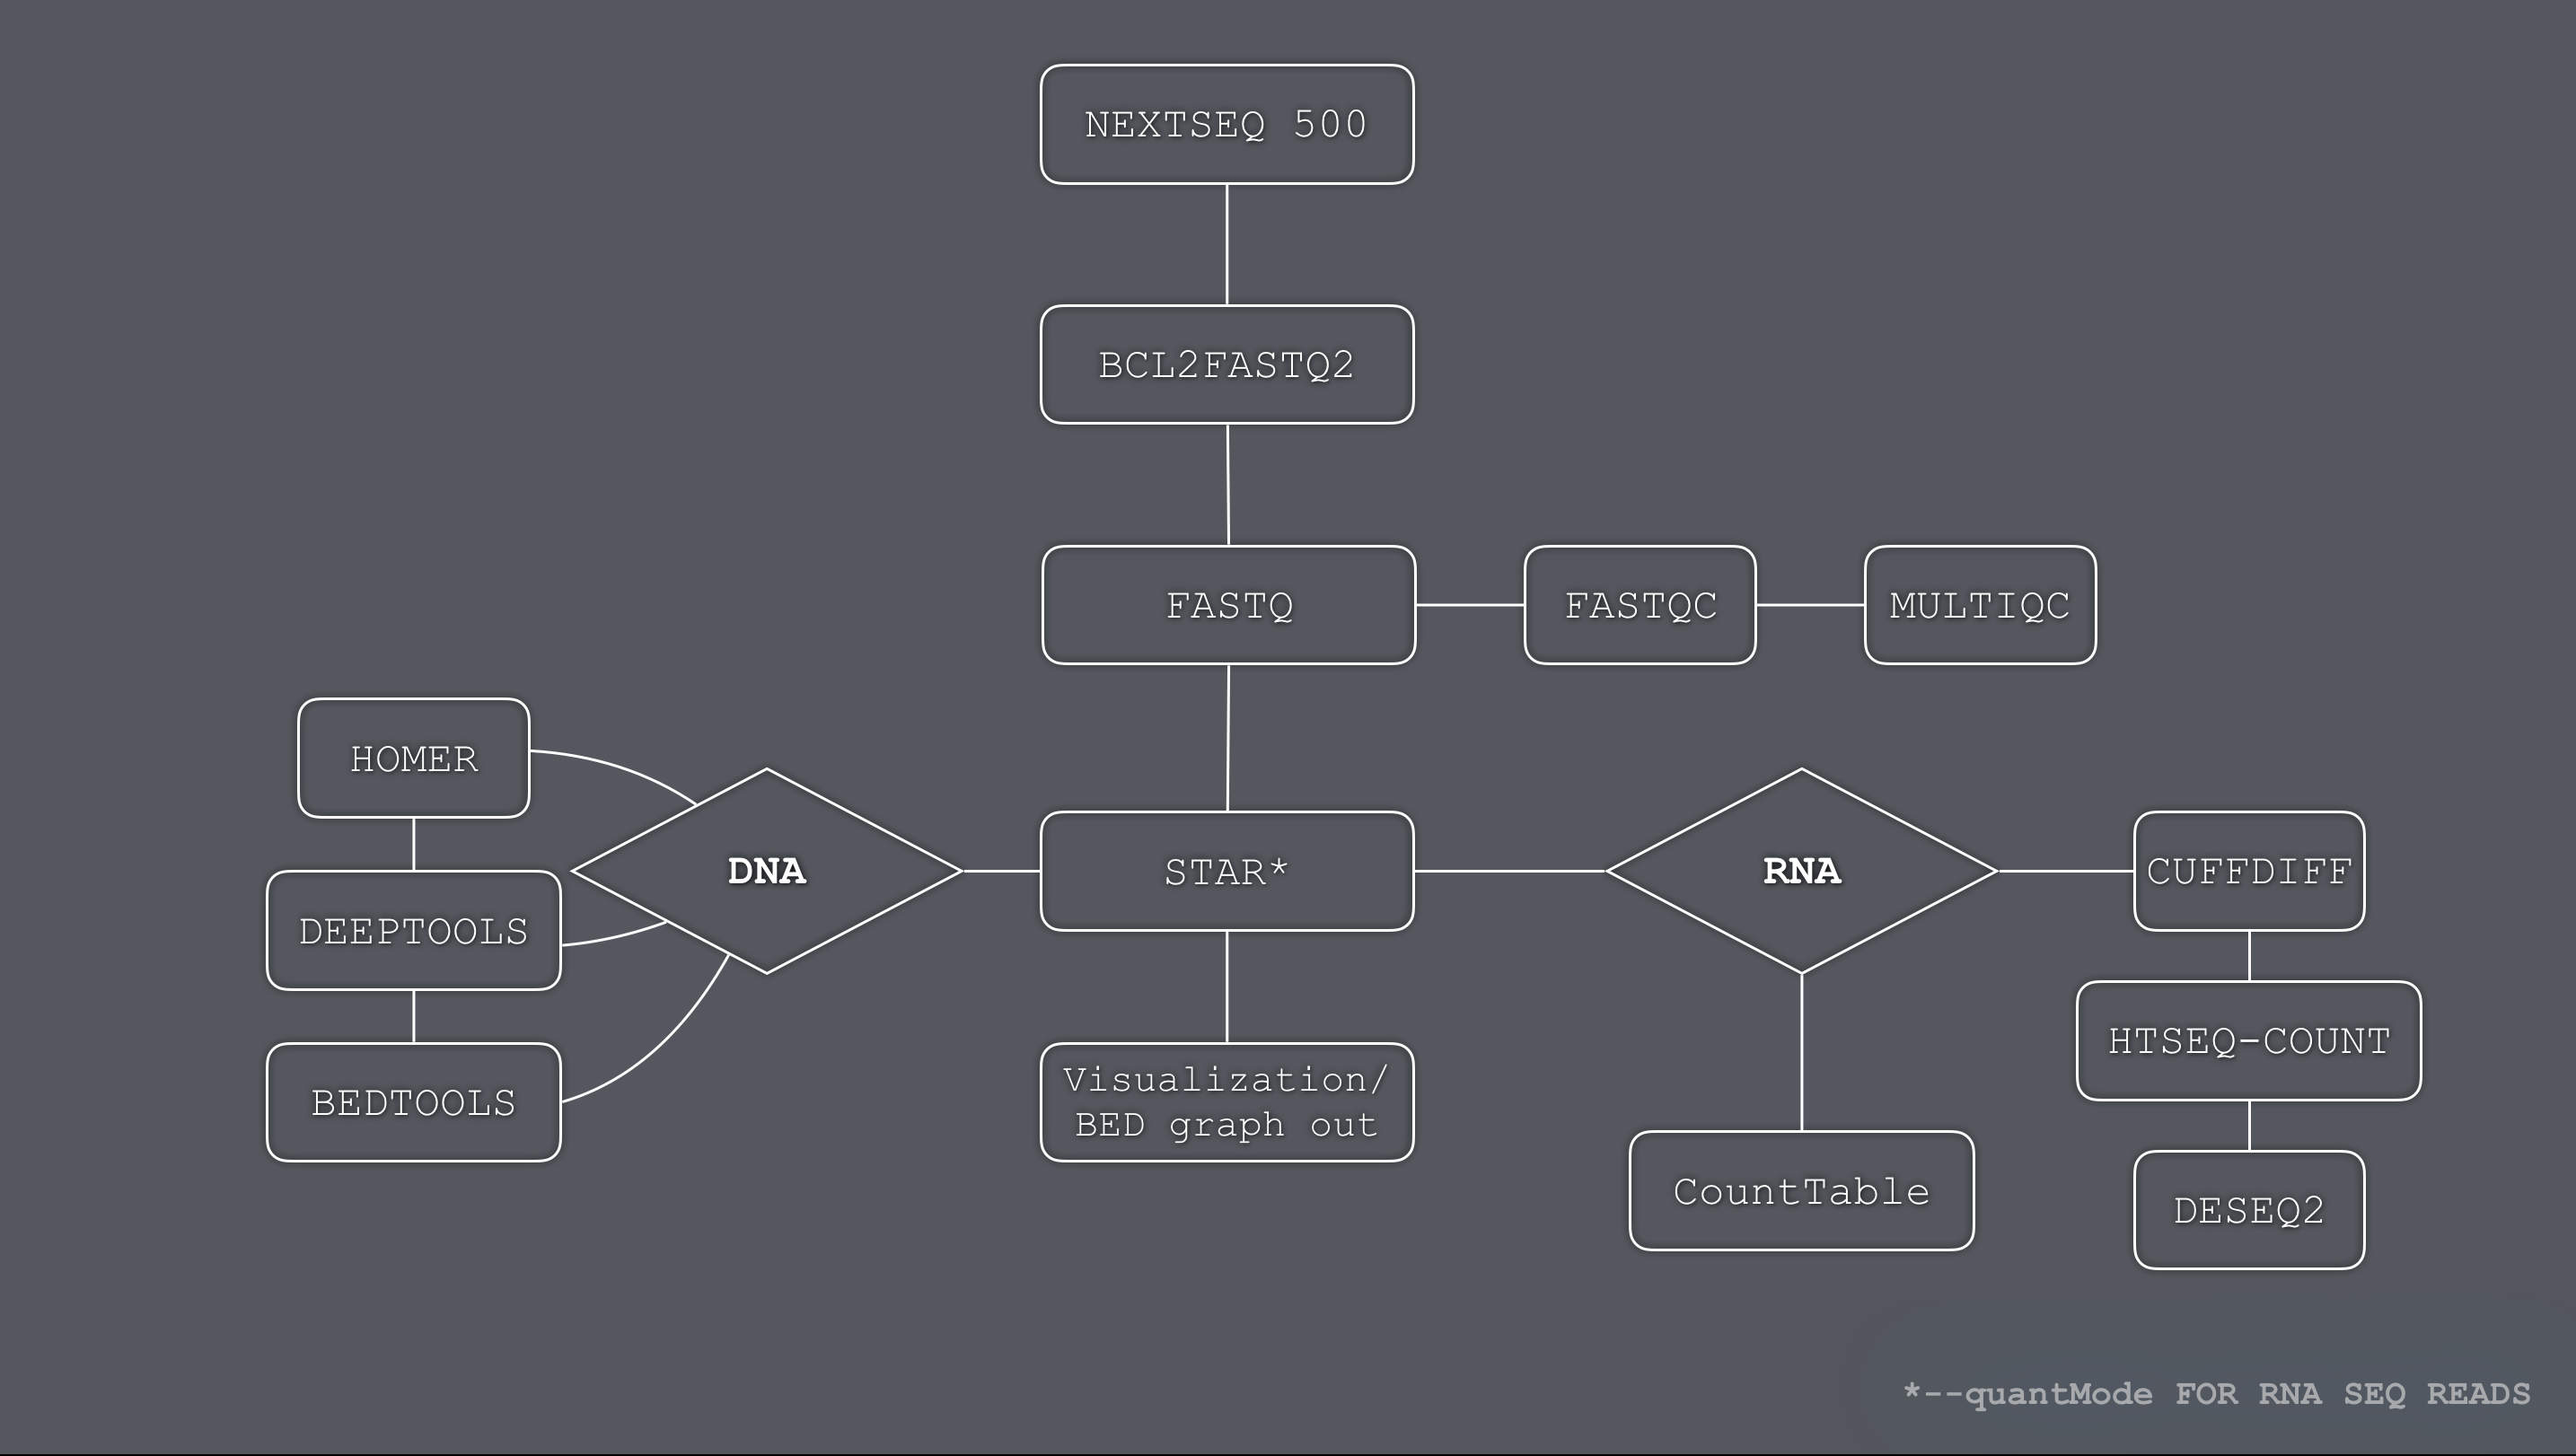 NEXTSEQ 500
BCL2FASTQ2
FASTQ
FASTQC
MULTIQC
HOMER
DEEPTOOLS
BEDTOOLS
DNA
STAR*
Visualization/
BED graph out
RNA
CountTable
CUFFDIFF
HTSEQ-COUNT
DESEQ2
*--quantMode FOR RNA SEQ READS